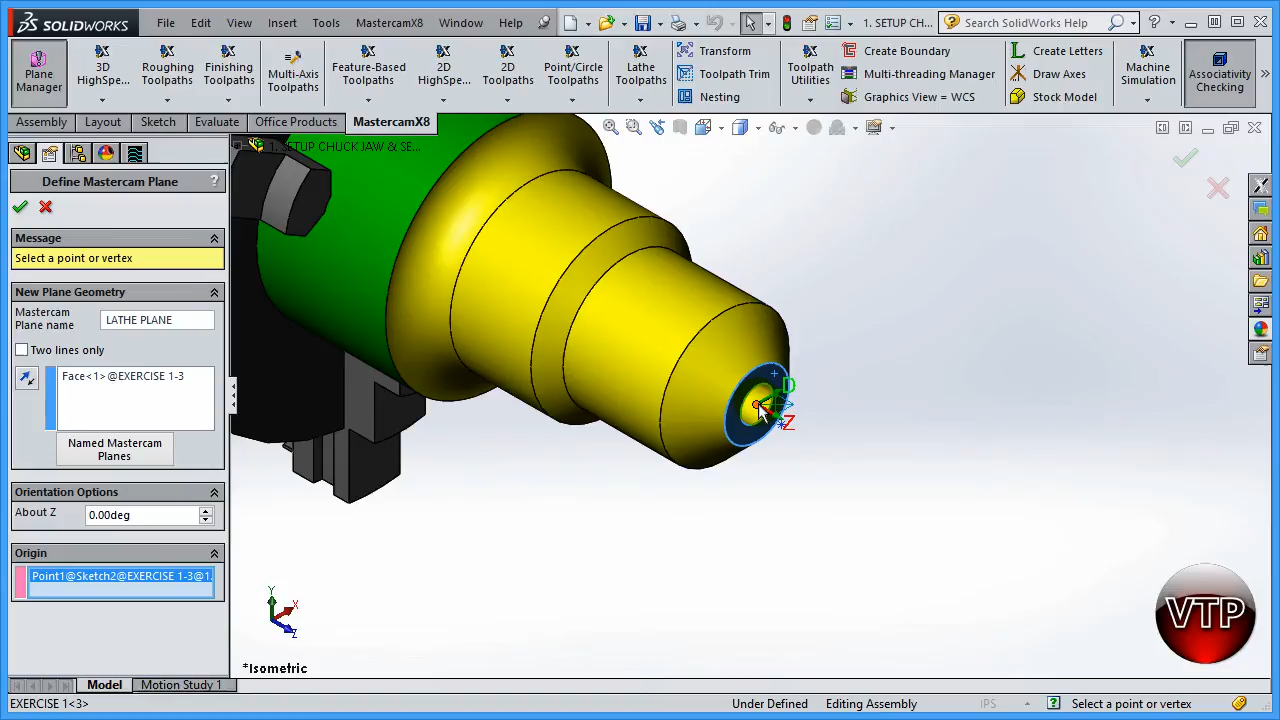 SOLIDWORKS File Edit View Insert Tools MastercamX8 Window Help 1. SETUP CH... Search SolidWorks Help
Plane Manager
3D HighSpe...
Roughing Toolpaths
Finishing Toolpaths
Multi-Axis Toolpaths
Feature-Based Toolpaths
2D HighSpe...
2D Toolpaths
Point/Circle Toolpaths
Lathe Toolpaths
Transform
Toolpath Trim
Nesting
Toolpath Utilities
Create Boundary
Multi-threading Manager
Graphics View = WCS
Create Letters
Draw Axes
Stock Model
Machine Simulation
Associativity Checking
Assembly Layout Sketch Evaluate Office Products MastercamX8
1. SETUP CHUCK JAW & SE...
Define Mastercam Plane ?
Message
Select a point or vertex
New Plane Geometry
Mastercam Plane name LATHE PLANE
Two lines only
Face<1>@EXERCISE 1-3
Named Mastercam Planes
Orientation Options
About Z 0.00deg
Origin
Point1@Sketch2@EXERCISE 1-3@1.
D
Z
Y
X
Z
*Isometric
VTP
Model Motion Study 1
EXERCISE 1<3> Under Defined Editing Assembly IPS ? Select a point or vertex